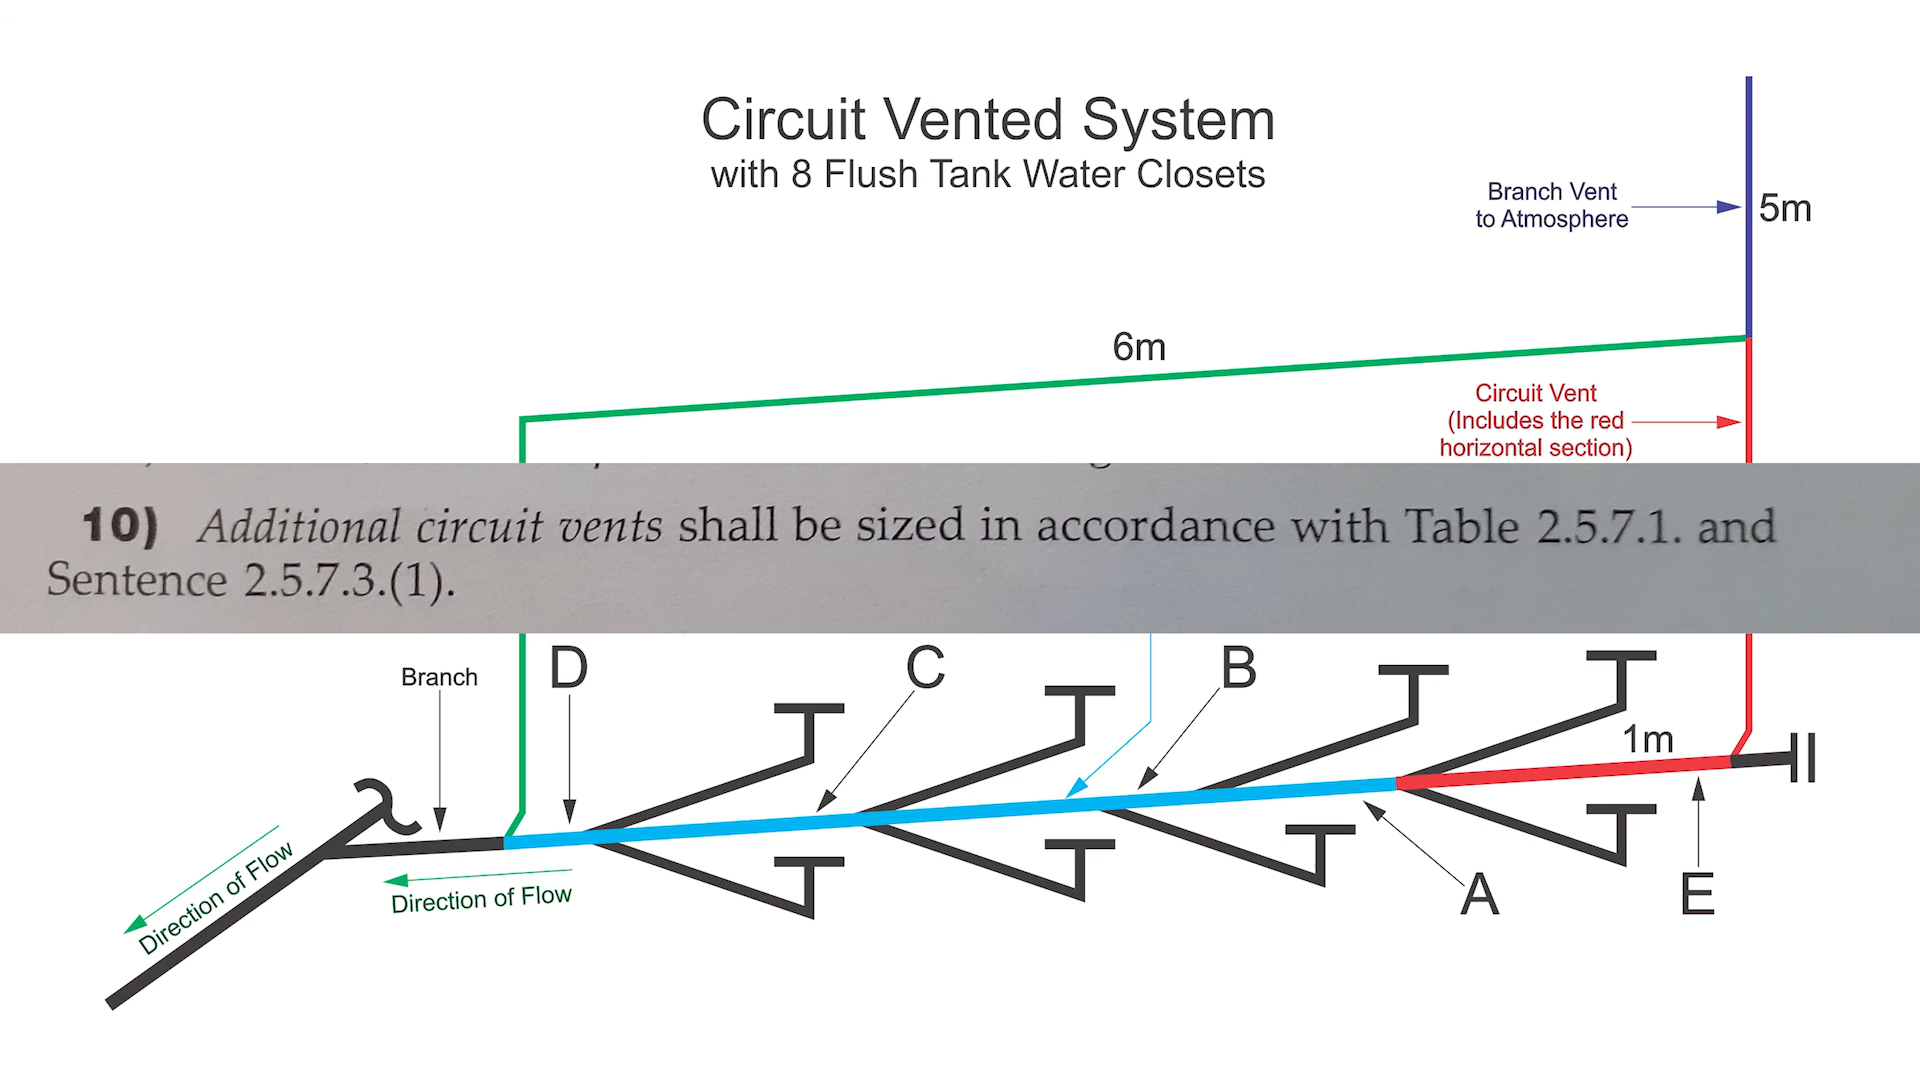 Circuit Vented System
with 8 Flush Tank Water Closets
Branch Vent
to Atmosphere
5m
6m
Circuit Vent
(Includes the red
horizontal section)
10) Additional circuit vents shall be sized in accordance with Table 2.5.7.1. and
Sentence 2.5.7.3.(1).
Branch
D
C
B
1m
Direction of Flow
Direction of Flow
A
E